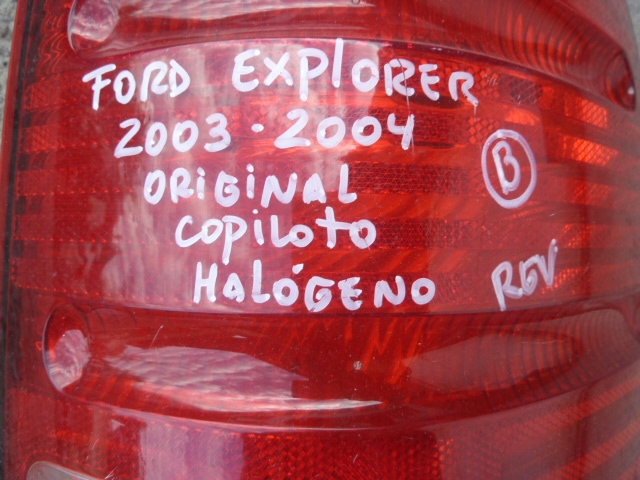 FORD EXPLORER
2003 - 2004
ORIGINAL
COPILOTO
HALÓGENO
B
REV